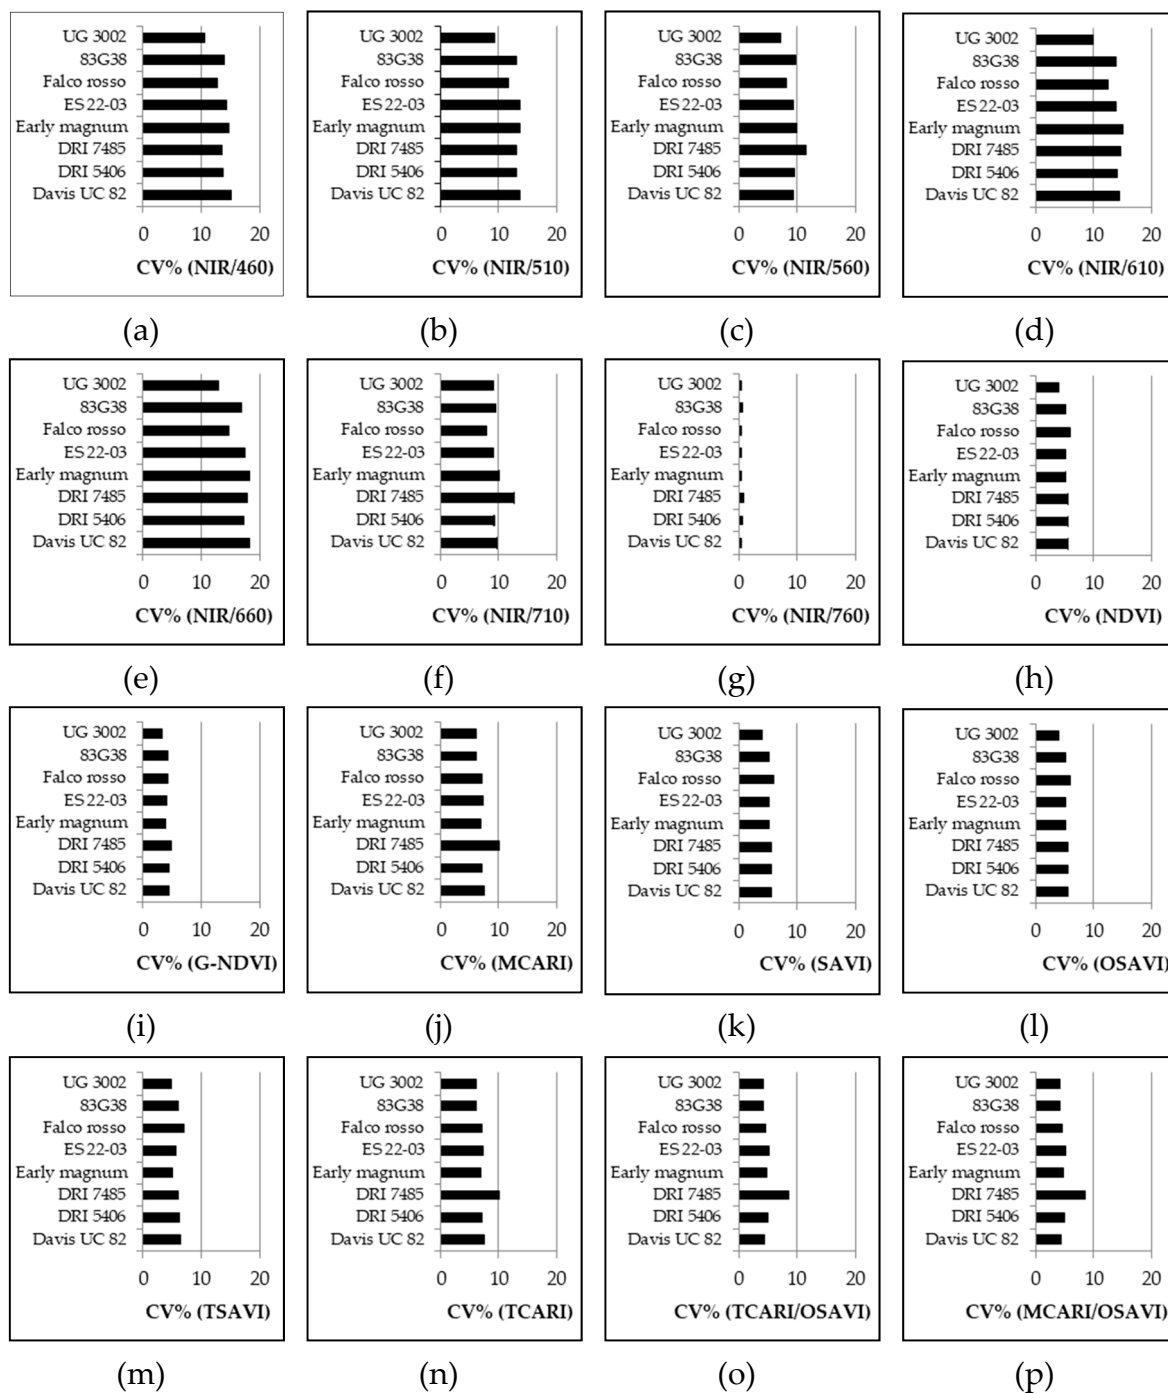 UG 3002
83G38
Falco rosso
ES 22-03
Early magnum
DRI 7485
DRI 5406
Davis UC 82
0 10 20
CV% (NIR/460)
(a)
UG 3002
83G38
Falco rosso
ES 22-03
Early magnum
DRI 7485
DRI 5406
Davis UC 82
0 10 20
CV% (NIR/510)
(b)
UG 3002
83G38
Falco rosso
ES 22-03
Early magnum
DRI 7485
DRI 5406
Davis UC 82
0 10 20
CV% (NIR/560)
(c)
UG 3002
83G38
Falco rosso
ES 22-03
Early magnum
DRI 7485
DRI 5406
Davis UC 82
0 10 20
CV% (NIR/610)
(d)
UG 3002
83G38
Falco rosso
ES 22-03
Early magnum
DRI 7485
DRI 5406
Davis UC 82
0 10 20
CV% (NIR/660)
(e)
UG 3002
83G38
Falco rosso
ES 22-03
Early magnum
DRI 7485
DRI 5406
Davis UC 82
0 10 20
CV% (NIR/710)
(f)
UG 3002
83G38
Falco rosso
ES 22-03
Early magnum
DRI 7485
DRI 5406
Davis UC 82
0 10 20
CV% (NIR/760)
(g)
UG 3002
83G38
Falco rosso
ES 22-03
Early magnum
DRI 7485
DRI 5406
Davis UC 82
0 10 20
CV% (NDVI)
(h)
UG 3002
83G38
Falco rosso
ES 22-03
Early magnum
DRI 7485
DRI 5406
Davis UC 82
0 10 20
CV% (G-NDVI)
(i)
UG 3002
83G38
Falco rosso
ES 22-03
Early magnum
DRI 7485
DRI 5406
Davis UC 82
0 10 20
CV% (MCARI)
(j)
UG 3002
83G38
Falco rosso
ES 22-03
Early magnum
DRI 7485
DRI 5406
Davis UC 82
0 10 20
CV% (SAVI)
(k)
UG 3002
83G38
Falco rosso
ES 22-03
Early magnum
DRI 7485
DRI 5406
Davis UC 82
0 10 20
CV% (OSAVI)
(l)
UG 3002
83G38
Falco rosso
ES 22-03
Early magnum
DRI 7485
DRI 5406
Davis UC 82
0 10 20
CV% (TSAVI)
(m)
UG 3002
83G38
Falco rosso
ES 22-03
Early magnum
DRI 7485
DRI 5406
Davis UC 82
0 10 20
CV% (TCARI)
(n)
UG 3002
83G38
Falco rosso
ES 22-03
Early magnum
DRI 7485
DRI 5406
Davis UC 82
0 10 20
CV% (TCARI/OSAVI)
(o)
UG 3002
83G38
Falco rosso
ES 22-03
Early magnum
DRI 7485
DRI 5406
Davis UC 82
0 10 20
CV% (MCARI/OSAVI)
(p)